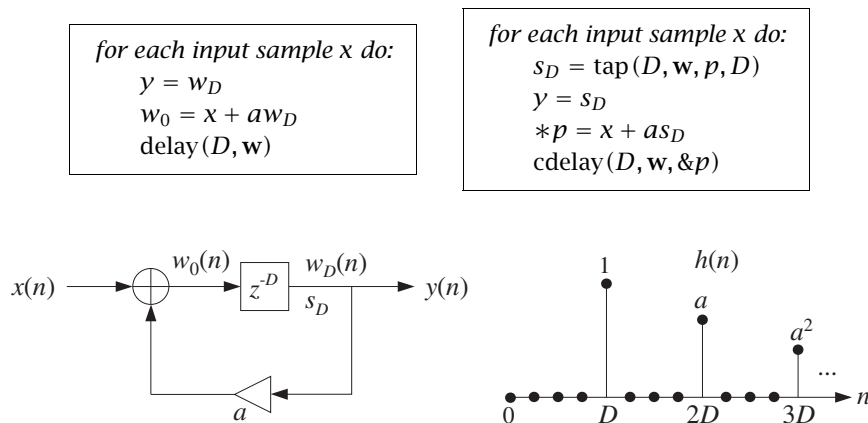 for each input sample x do:
y = w_D
w_0 = x + aw_D
delay(D, w)
for each input sample x do:
s_D = tap(D, w, p, D)
y = s_D
*p = x + as_D
cdelay(D, w, &p)
x(n)
w_0(n)
z^-D
w_D(n)
s_D
y(n)
a
h(n)
1
a
a^2
...
n
0
D
2D
3D